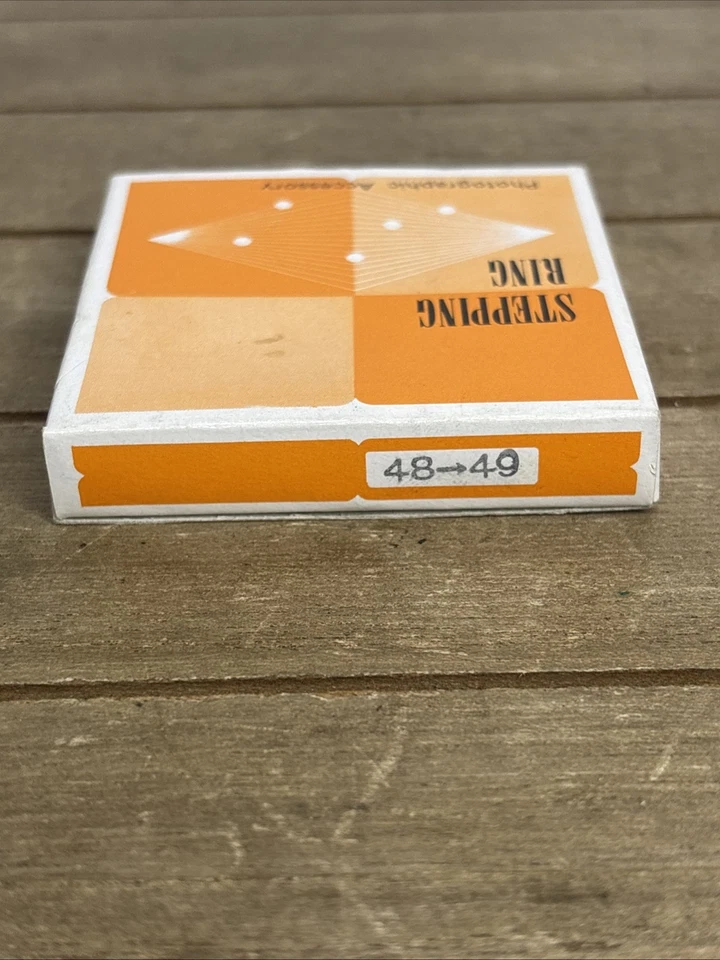 STEPPING
RING
Photographic Accessory
48→49